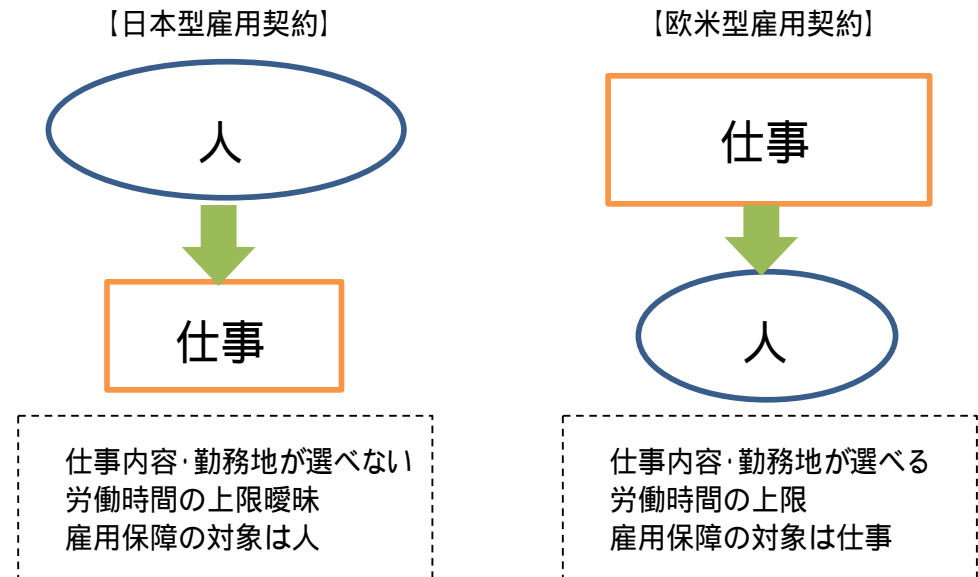 【日本型雇用契約】
人
仕事
仕事内容・勤務地が選べない
労働時間の上限曖昧
雇用保障の対象は人
【欧米型雇用契約】
仕事
人
仕事内容・勤務地が選べる
労働時間の上限
雇用保障の対象は仕事